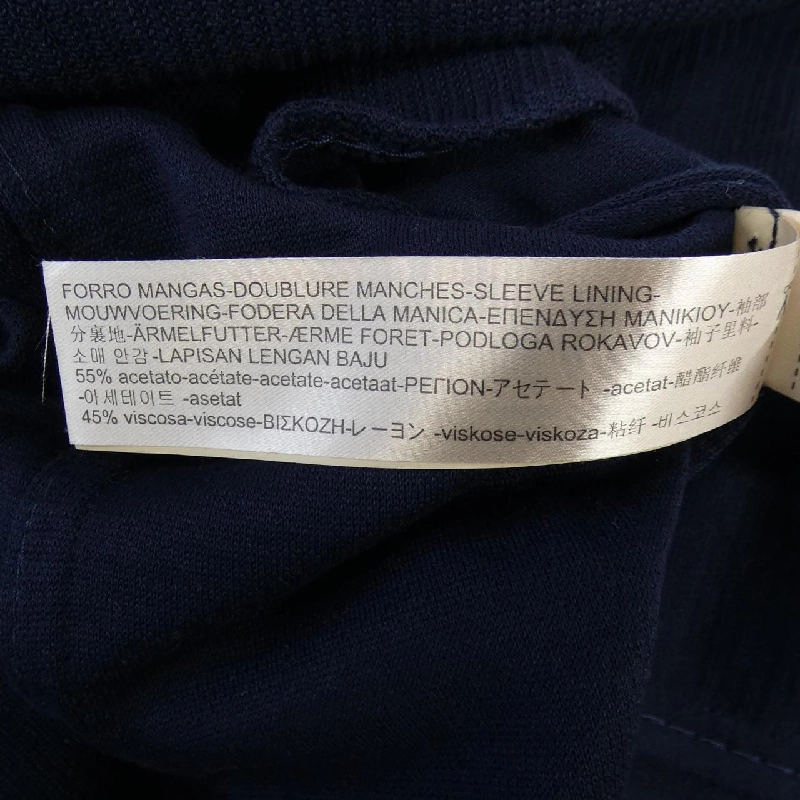 FORRO MANGAS-DOUBLURE MANCHES-SLEEVE LINING-
MOUWVOERING-FODERA DELLA MANICA-ΕΠΕΝΔΥΣΗ ΜΑΝΙΚΙΟΥ-袖部
分裏地-ÄRMELFUTTER-ÆRME FORET-PODLOGA ROKAVOV-袖子里料-
소매 안감-LAPISAN LENGAN BAJU
55% acetato-acétate-acetate-acetaat-ΡΕΓΙΟΝ-アセテート -acetat-醋酯纤维
-아세테이트 -asetat
45% viscosa-viscose-ΒΙΣΚΟΖΗ-レーヨン -viskose-viskoza-粘纤 -비스코스